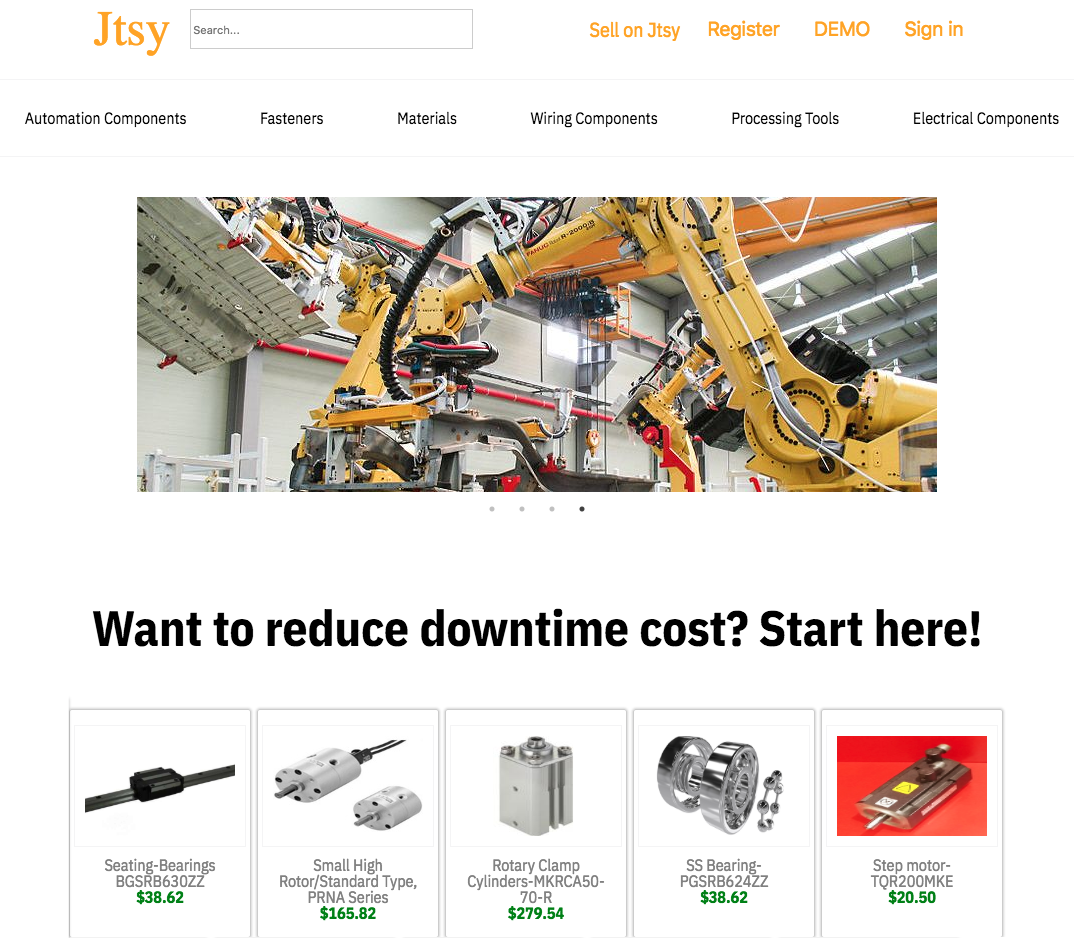 Jtsy
Search...
Sell on Jtsy
Register
DEMO
Sign in
Automation Components
Fasteners
Materials
Wiring Components
Processing Tools
Electrical Components
FANUC Robot R-2000iB
Want to reduce downtime cost? Start here!
Seating-Bearings
BGSRB630ZZ
$38.62
Small High
Rotor/Standard Type,
PRNA Series
$165.82
Rotary Clamp
Cylinders-MKRCA50-
70-R
$279.54
SS Bearing-
PGSRB624ZZ
$38.62
Step motor-
TQR200MKE
$20.50